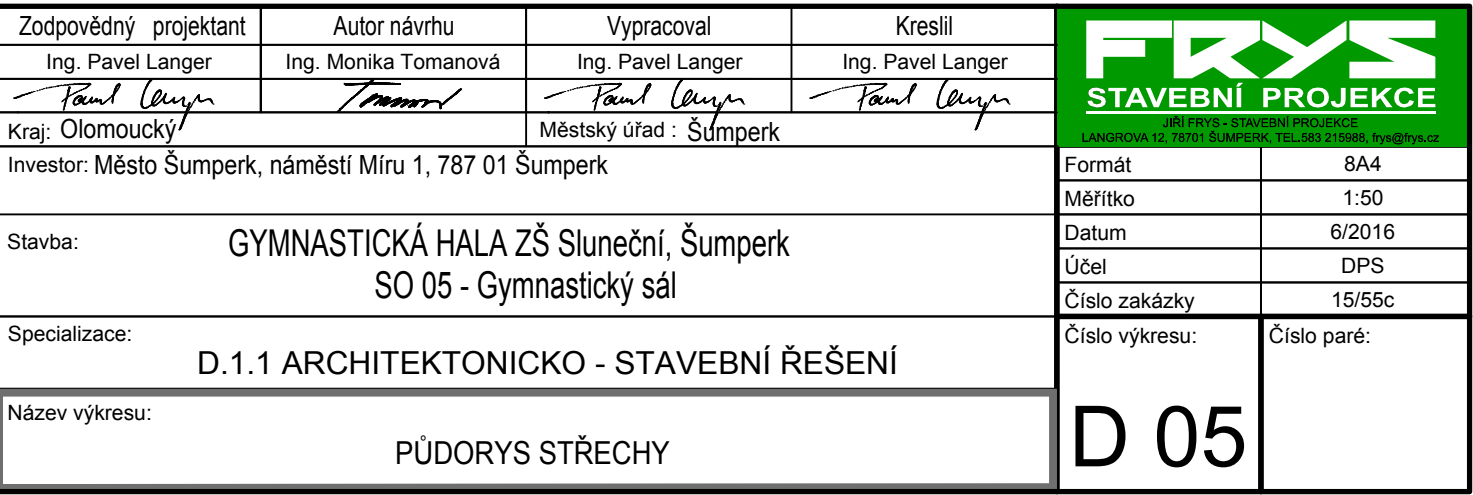 Zodpovědný projektant Autor návrhu Vypracoval Kreslil
Ing. Pavel Langer Ing. Monika Tomanová Ing. Pavel Langer Ing. Pavel Langer
Kraj: Olomoucký Městský úřad : Šumperk
Investor: Město Šumperk, náměstí Míru 1, 787 01 Šumperk
Stavba: GYMNASTICKÁ HALA ZŠ Sluneční, Šumperk
SO 05 - Gymnastický sál
Specializace:
D.1.1 ARCHITEKTONICKO - STAVEBNÍ ŘEŠENÍ
Název výkresu:
PŮDORYS STŘECHY
FRYS
STAVEBNÍ PROJEKCE
JIŘÍ FRYS - STAVEBNÍ PROJEKCE
LANGROVA 12, 78701 ŠUMPERK, TEL.583 215988, frys@frys.cz
Formát 8A4
Měřítko 1:50
Datum 6/2016
Účel DPS
Číslo zakázky 15/55c
Číslo výkresu: Číslo paré:
D 05